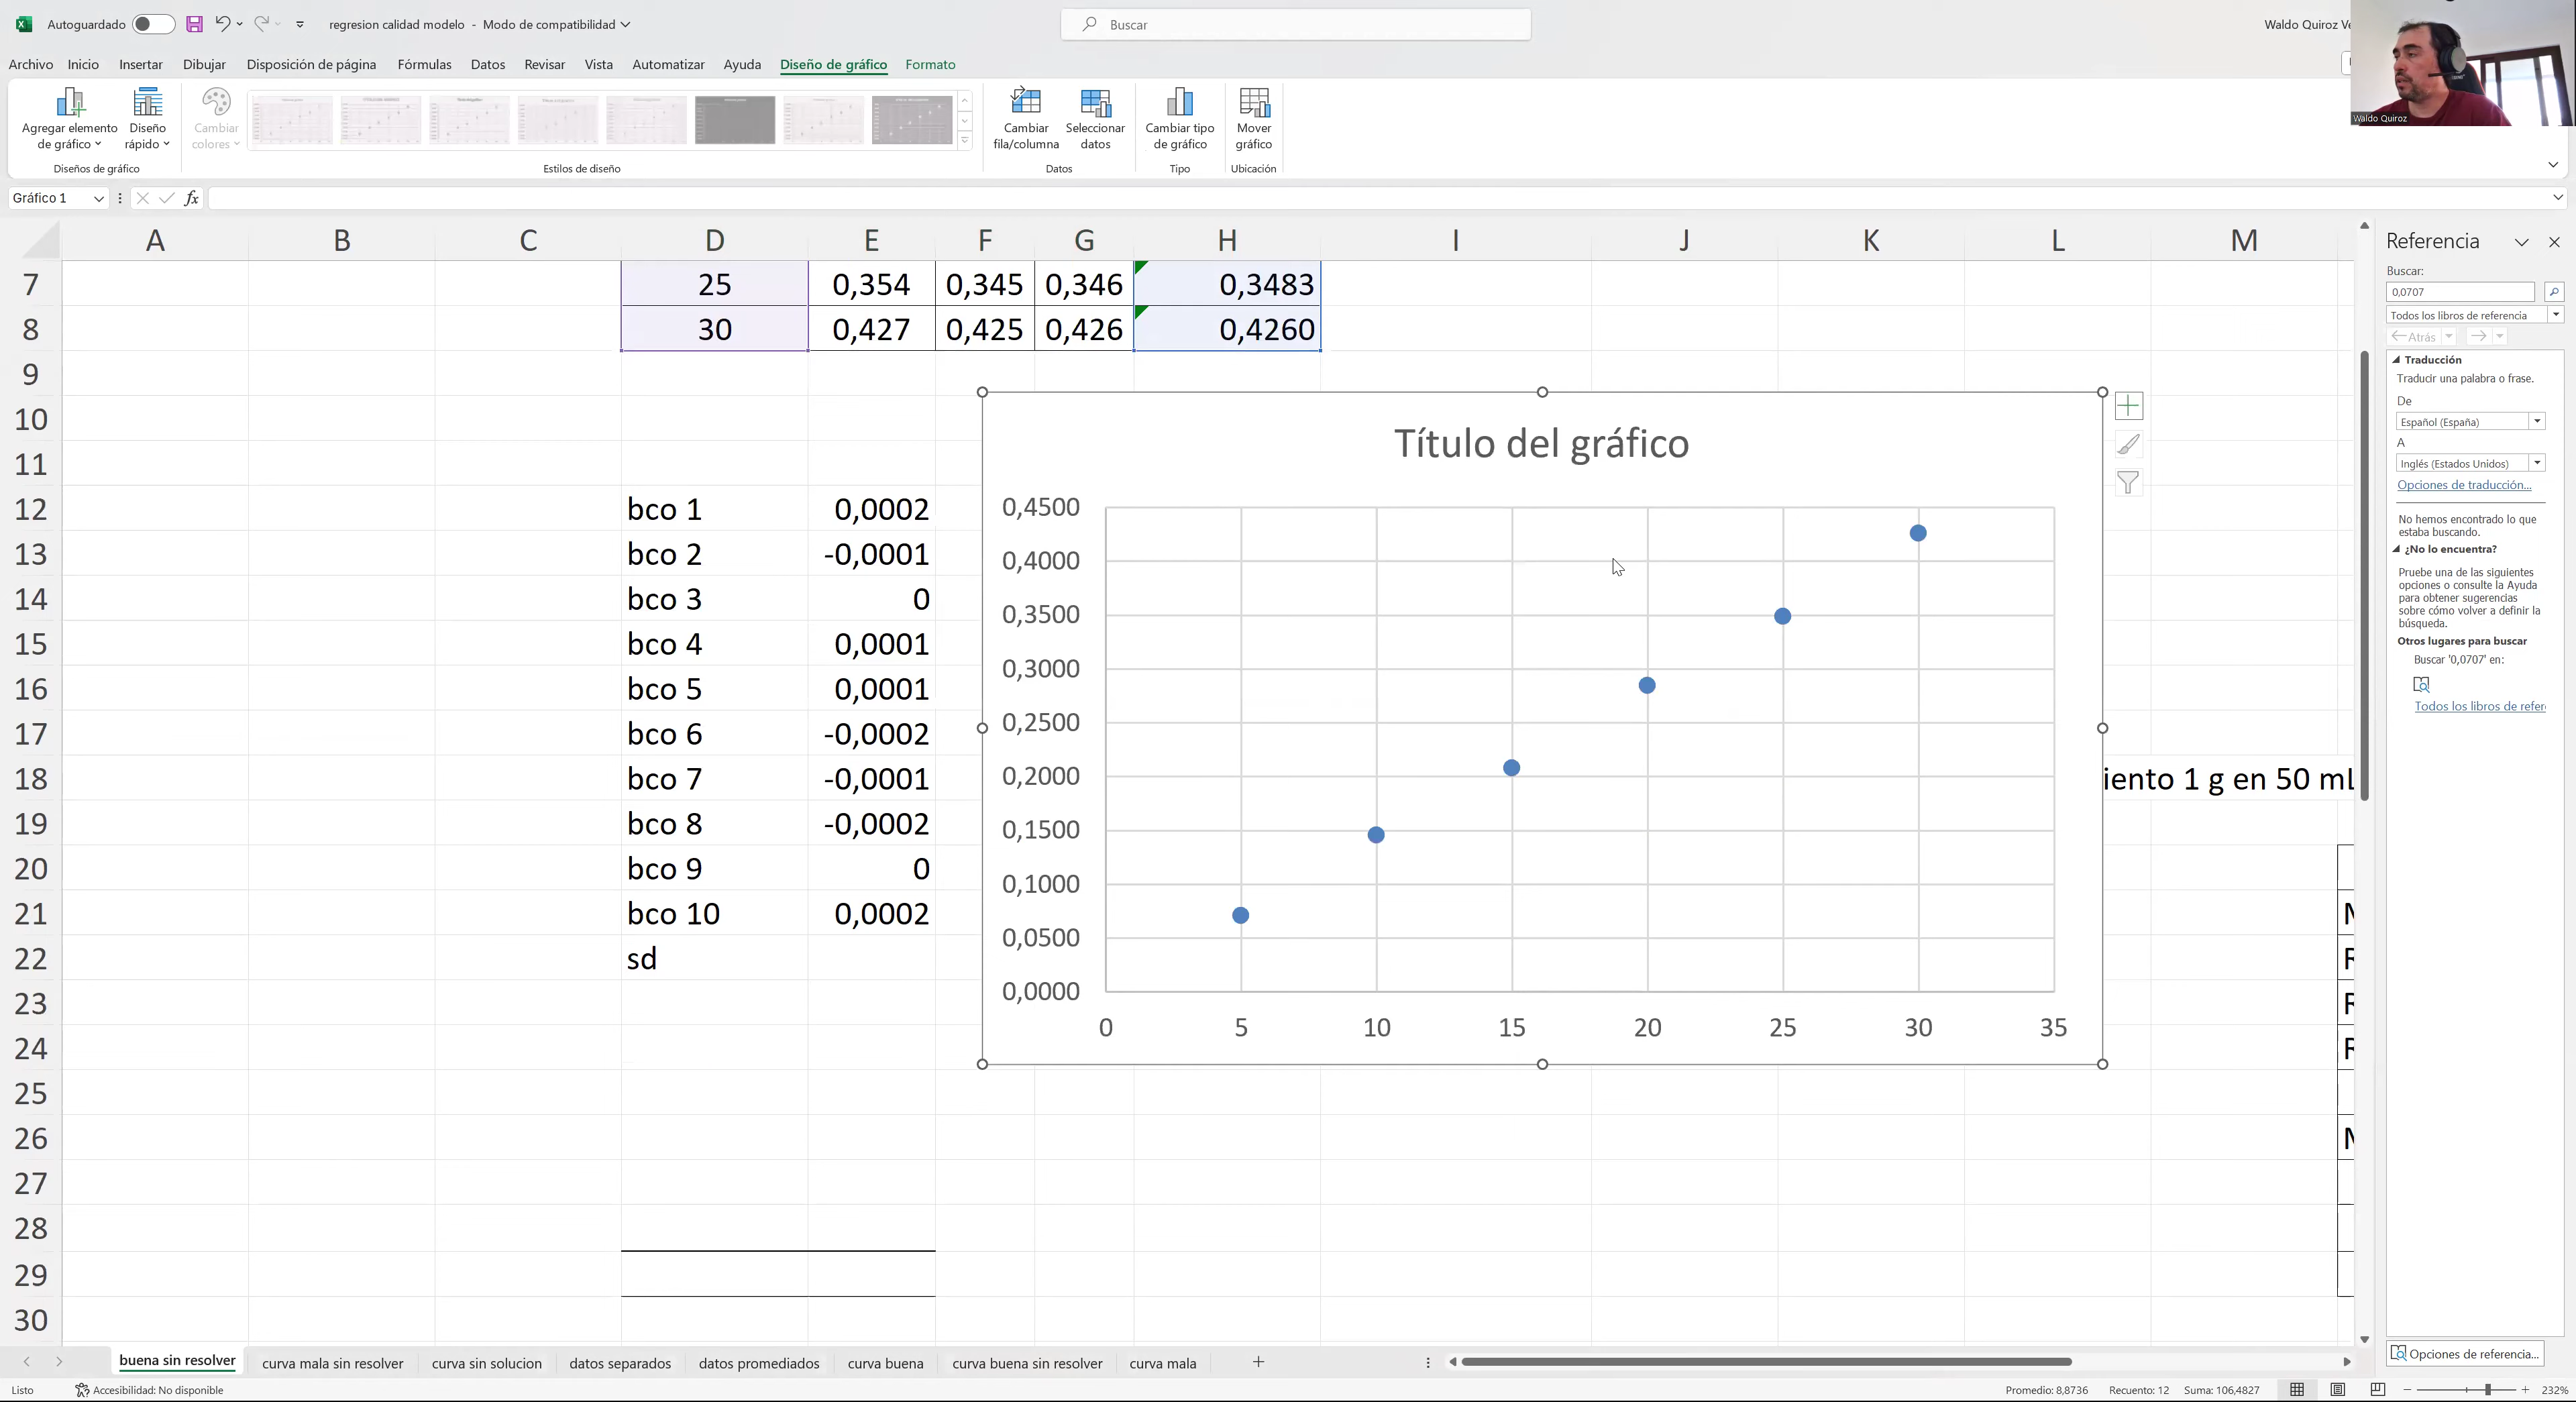 Autoguardado
regresion calidad modelo - Modo de compatibilidad
Buscar
Waldo Quiroz
Archivo Inicio Insertar Dibujar Disposición de página Fórmulas Datos Revisar Vista Automatizar Ayuda Diseño de gráfico Formato
Agregar elemento de gráfico
Diseño rápido
Cambiar colores
Cambiar fila/columna
Seleccionar datos
Cambiar tipo de gráfico
Mover gráfico
Diseños de gráfico
Estilos de diseño
Datos
Tipo
Ubicación
Waldo Quiroz
Gráfico 1
fx
A B C D E F G H I J K L M
7 25 0,354 0,345 0,346 0,3483
8 30 0,427 0,425 0,426 0,4260
9
10
11
12 bco 1 0,0002
13 bco 2 -0,0001
14 bco 3 0
15 bco 4 0,0001
16 bco 5 0,0001
17 bco 6 -0,0002
18 bco 7 -0,0001
19 bco 8 -0,0002
20 bco 9 0
21 bco 10 0,0002
22 sd
23
24
25
26
27
28
29
30
Título del gráfico
0,4500
0,4000
0,3500
0,3000
0,2500
0,2000
0,1500
0,1000
0,0500
0,0000
0 5 10 15 20 25 30 35
1 g en 50 mL
Referencia
Buscar:
0,0707
Todos los libros de referencia
Atrás
Traducción
Traducir una palabra o frase.
De
Español (España)
A
Inglés (Estados Unidos)
Opciones de traducción...
No hemos encontrado lo que
estaba buscando.
¿No lo encuentra?
Pruebe una de las siguientes
opciones o consulte la Ayuda
para obtener sugerencias
sobre cómo volver a definir la
búsqueda.
Otros lugares para buscar
Buscar '0,0707' en:
Todos los libros de refer
Opciones de referencia...
buena sin resolver curva mala sin resolver curva sin solucion datos separados datos promediados curva buena curva buena sin resolver curva mala
Listo
Accesibilidad: No disponible
Promedio: 8,8736 Recuento: 12 Suma: 106,4827
232%